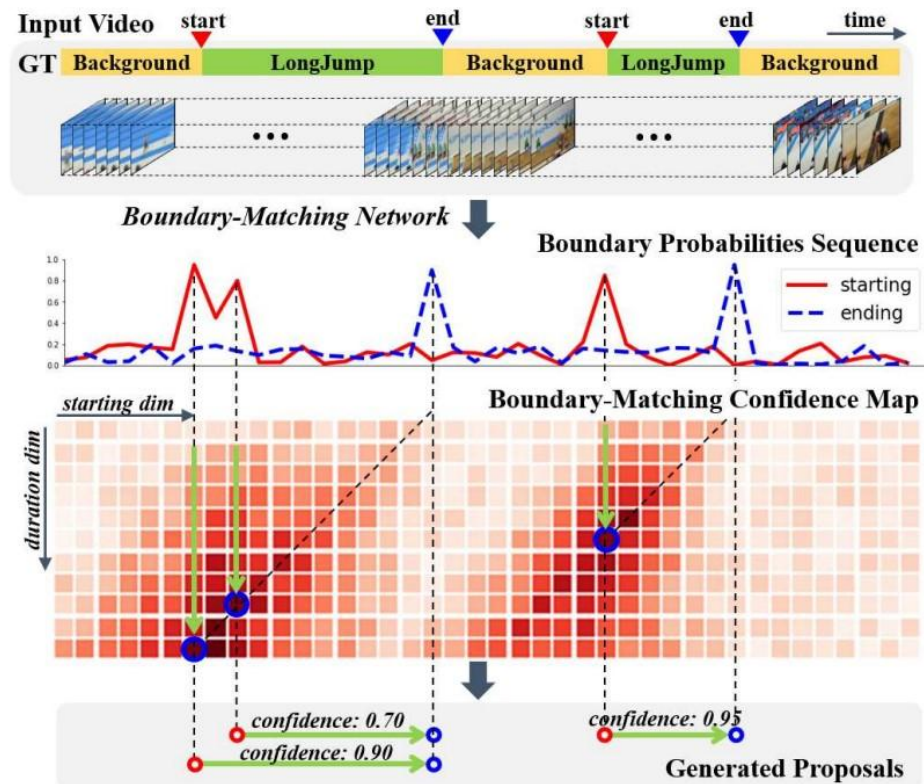 Input Video
start
end
start
end
time
GT
Background
LongJump
Background
LongJump
Background
Boundary-Matching Network
Boundary Probabilities Sequence
1.0
0.8
0.6
0.4
0.2
0.0
starting
ending
starting dim
Boundary-Matching Confidence Map
duration dim
confidence: 0.70
confidence: 0.95
confidence: 0.90
Generated Proposals